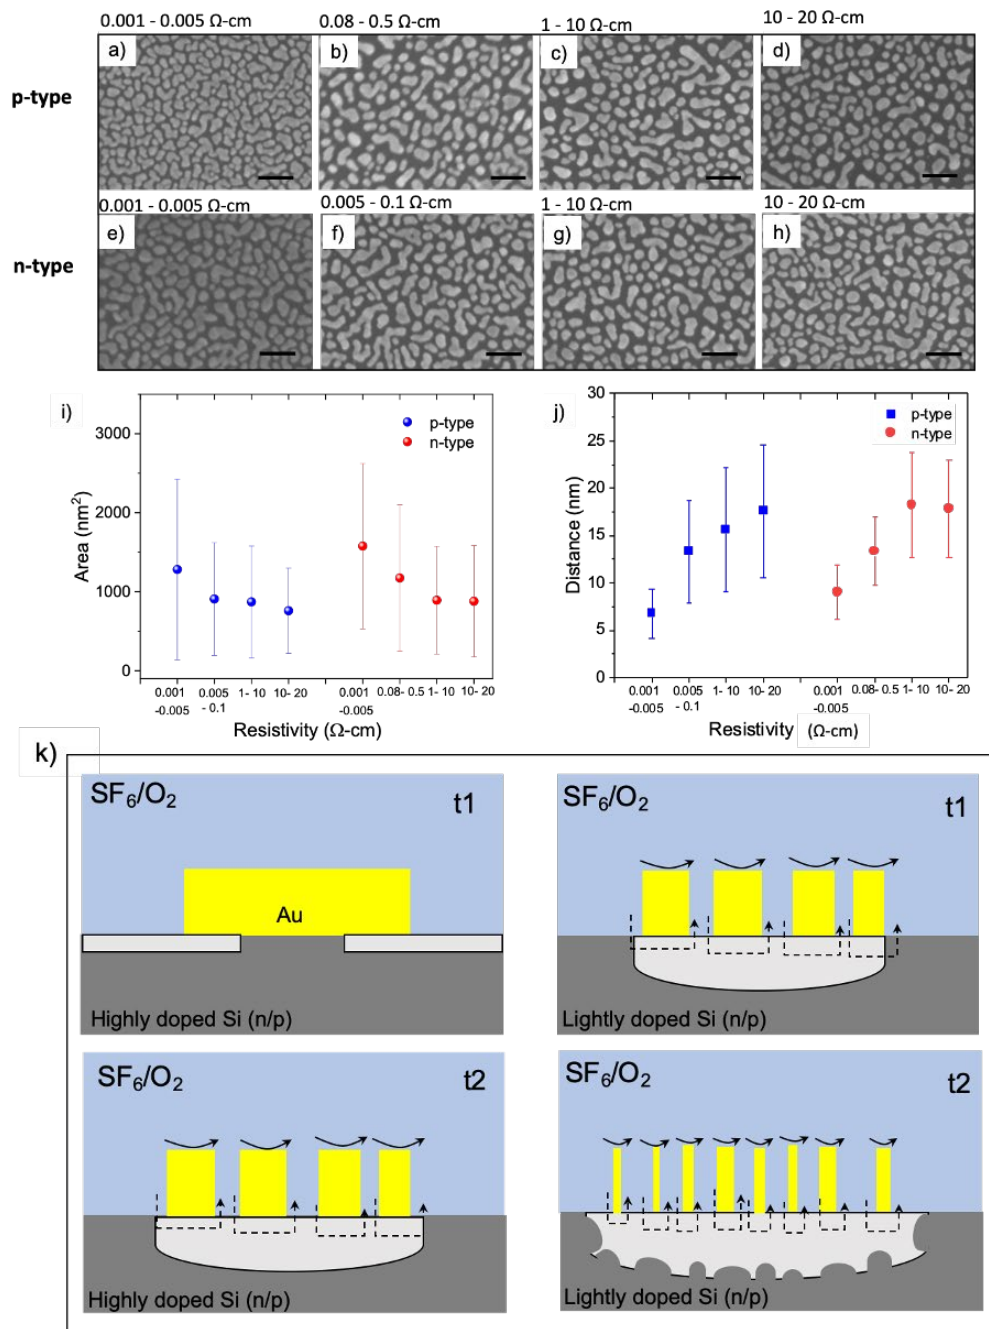 0.001 - 0.005 Ω-cm 0.08 - 0.5 Ω-cm 1 - 10 Ω-cm 10 - 20 Ω-cm
p-type
a) b) c) d)
0.001 - 0.005 Ω-cm 0.005 - 0.1 Ω-cm 1 - 10 Ω-cm 10 - 20 Ω-cm
n-type
e) f) g) h)
i)
p-type
n-type
Area (nm²)
3000
2000
1000
0
0.001 0.005 1- 10 10- 20 0.001 0.08- 0.5 1- 10 10- 20
-0.005 - 0.1 -0.005
Resistivity (Ω-cm)
j)
p-type
n-type
Distance (nm)
30
25
20
15
10
5
0
0.001 0.005 1- 10 10- 20 0.001 0.08- 0.5 1- 10 10- 20
-0.005 - 0.1 -0.005
Resistivity (Ω-cm)
k)
SF₆/O₂ t1
Au
Highly doped Si (n/p)
SF₆/O₂ t1
Lightly doped Si (n/p)
SF₆/O₂ t2
Highly doped Si (n/p)
SF₆/O₂ t2
Lightly doped Si (n/p)